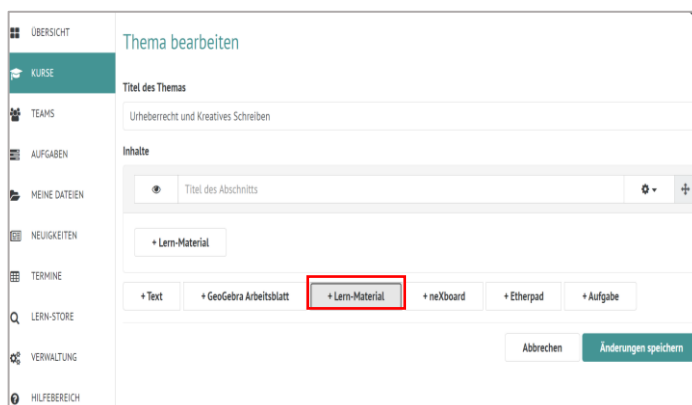 ÜBERSICHT
KURSE
TEAMS
AUFGABEN
MEINE DATEIEN
NEUIGKEITEN
TERMINE
LERN-STORE
VERWALTUNG
HILFEBEREICH
Thema bearbeiten
Titel des Themas
Urheberrecht und Kreatives Schreiben
Inhalte
Titel des Abschnitts
+ Lern-Material
+ Text + GeoGebra Arbeitsblatt + Lern-Material + neXboard + Etherpad + Aufgabe
Abbrechen Änderungen speichern